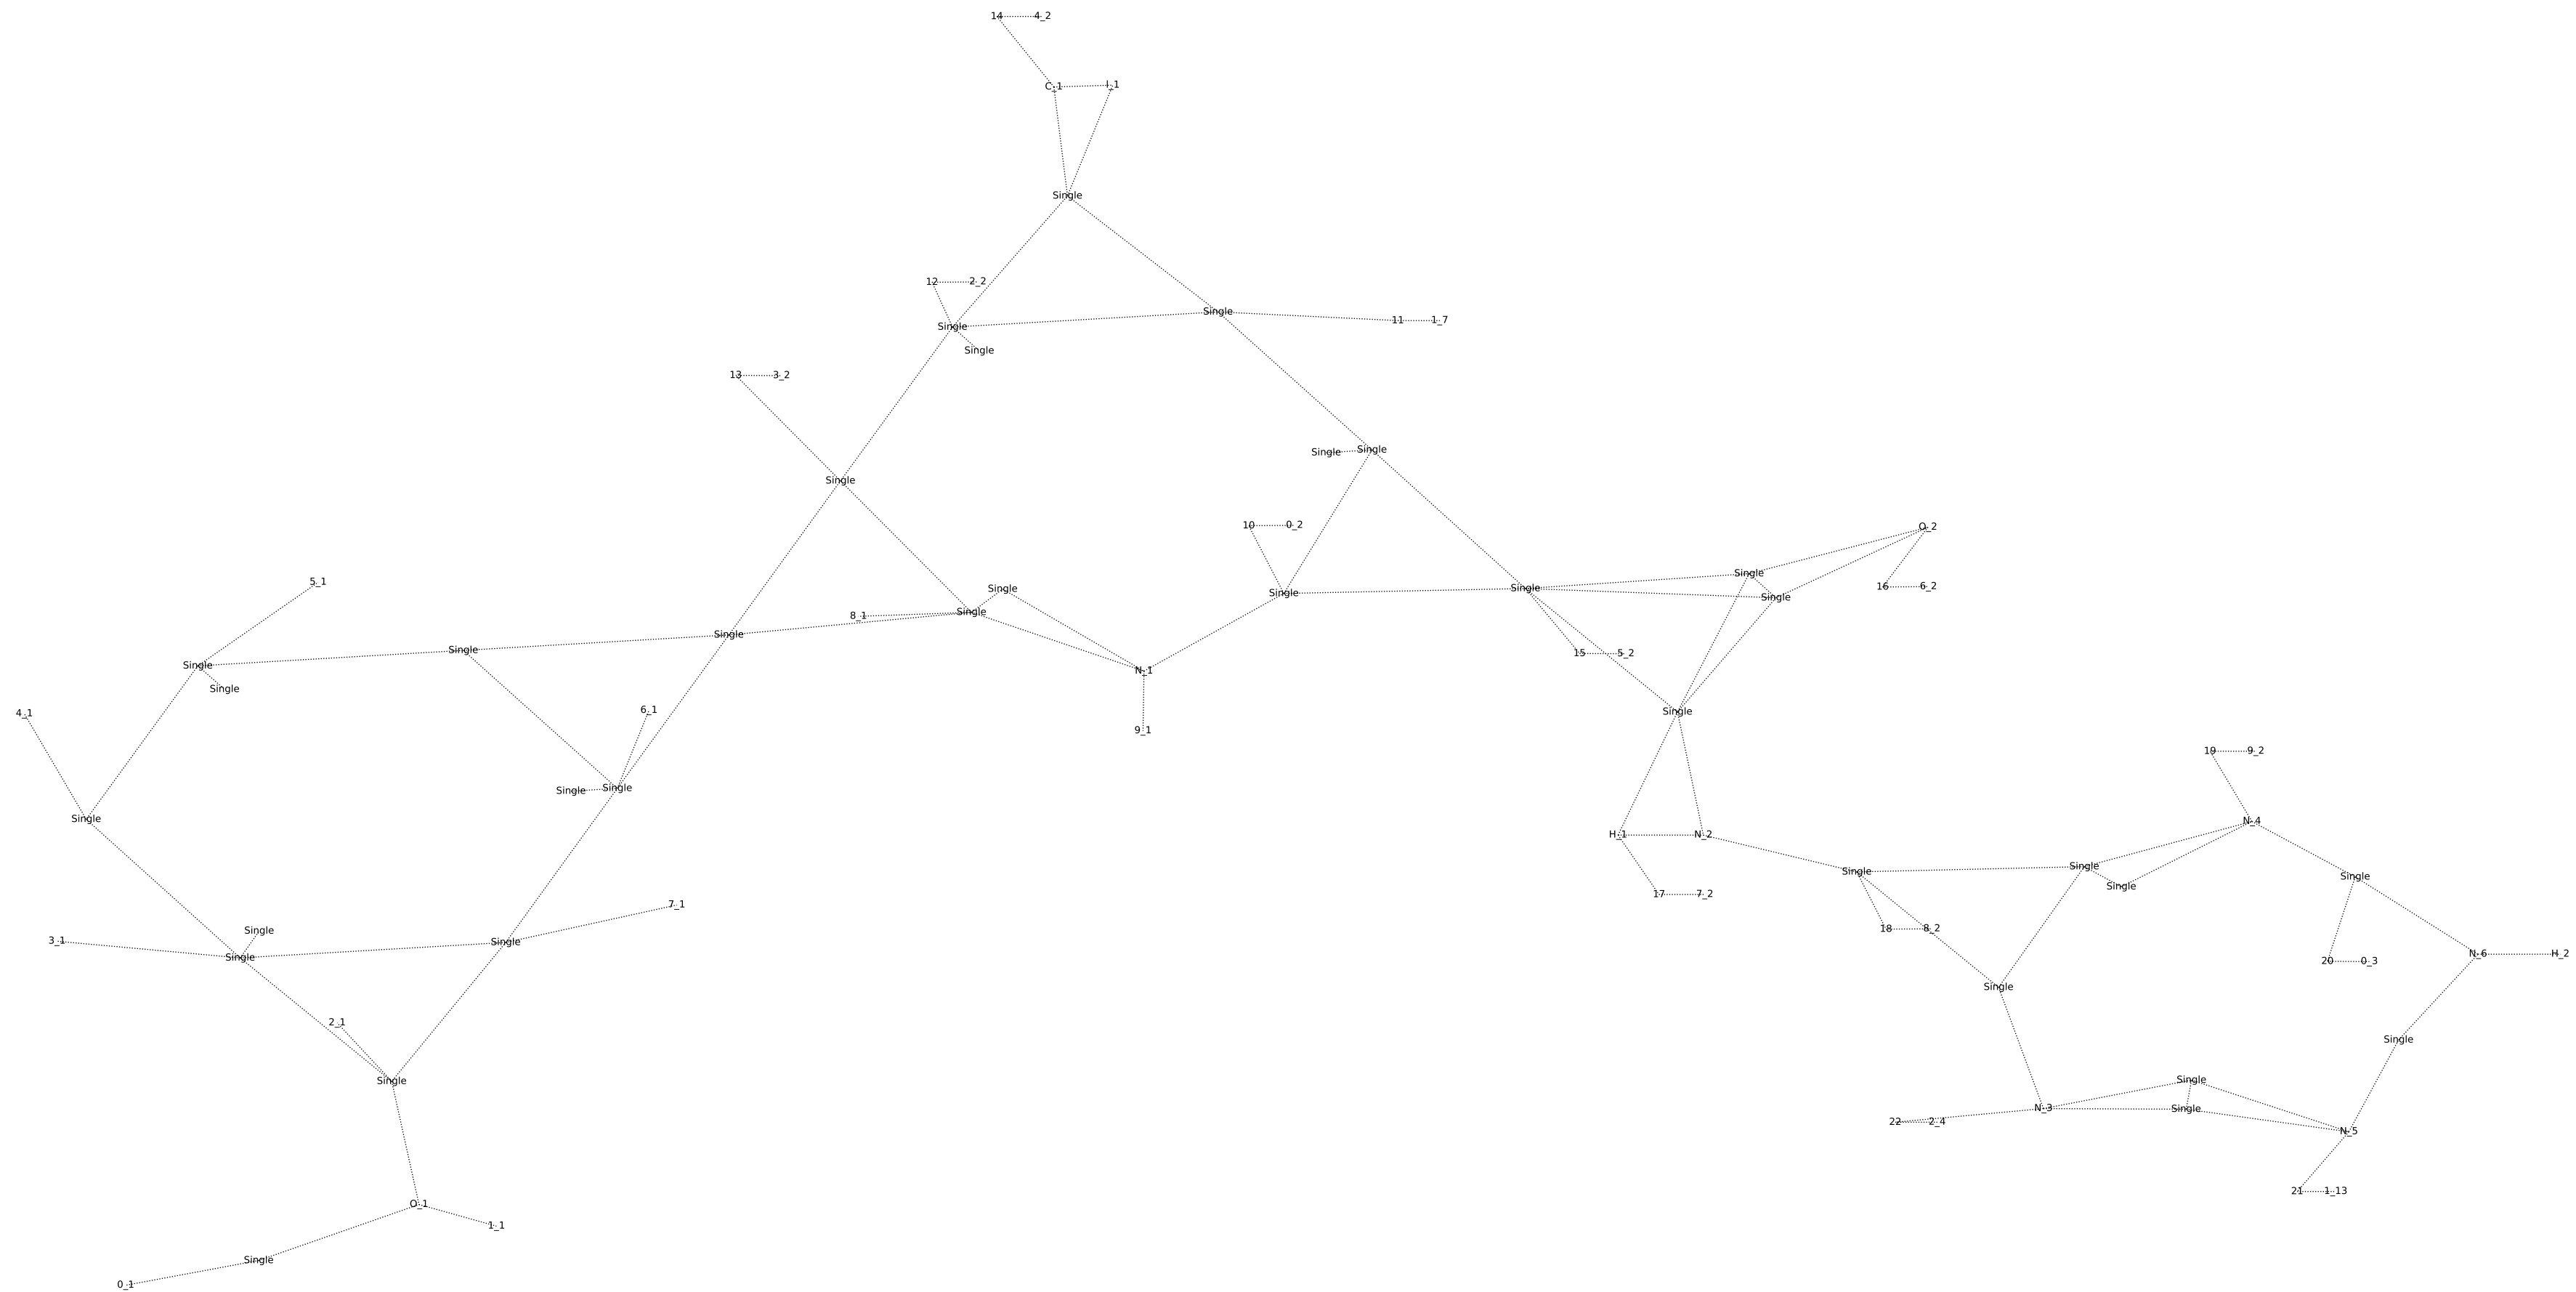 14 4_2
C_1 I_1
Single
12 2_2
Single 11 1_7
Single
Single
13 3_2
Single Single
Single
10 0_2 O_2
Single
5_1 Single 16 6_2
Single Single Single Single
8_1 Single
Single
Single 15 5_2
Single N_1
Single
4_1 6_1 Single
9_1 19 9_2
Single Single
Single N_4
H_1 N_2
Single Single Single
Single
17 7_2
7_1
Single 18 8_2
3_1 Single
Single N_6 H_2
20 0_3
Single
2_1 Single
Single Single
N_3 Single
22 2_4 N_5
21 1_13
O_1
1_1
Single
0_1